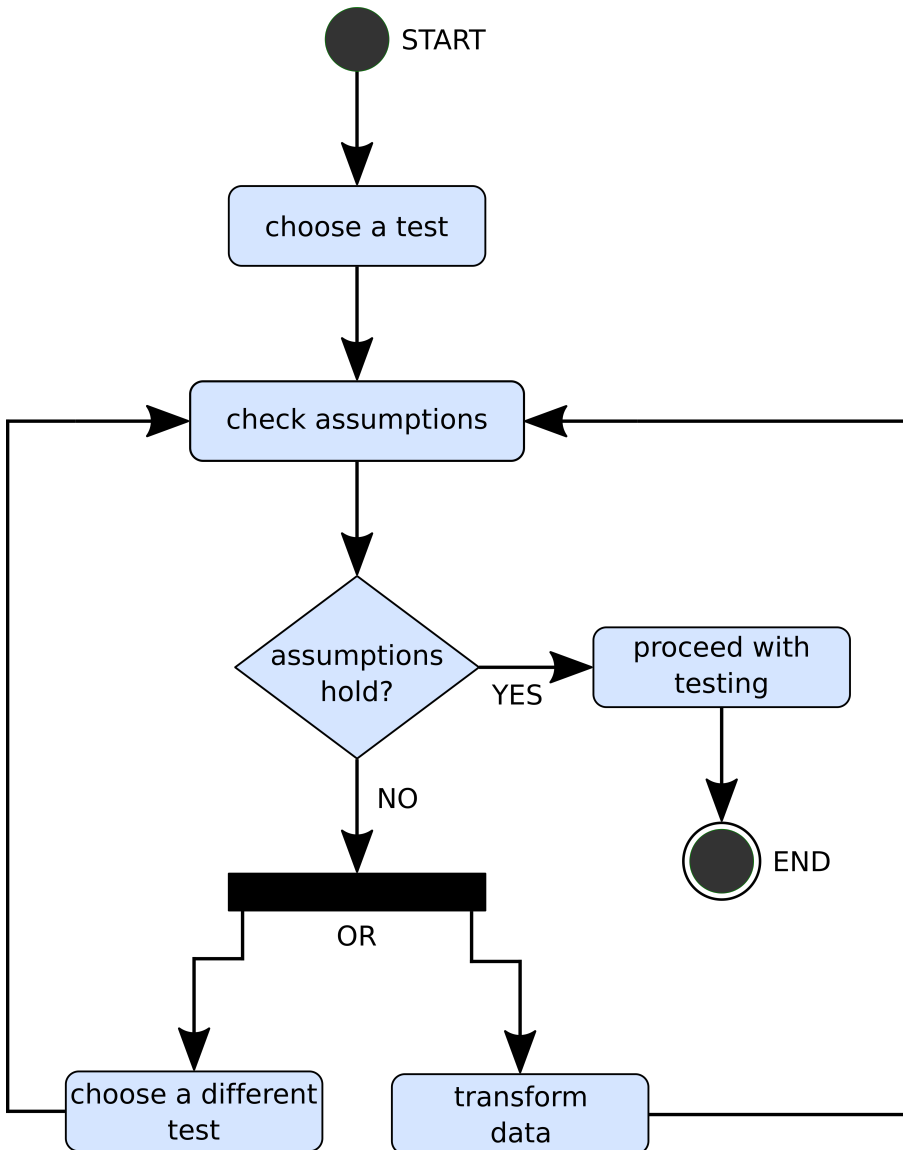 START
choose a test
check assumptions
assumptions
hold?
YES
proceed with
testing
NO
END
OR
choose a different
test
transform
data